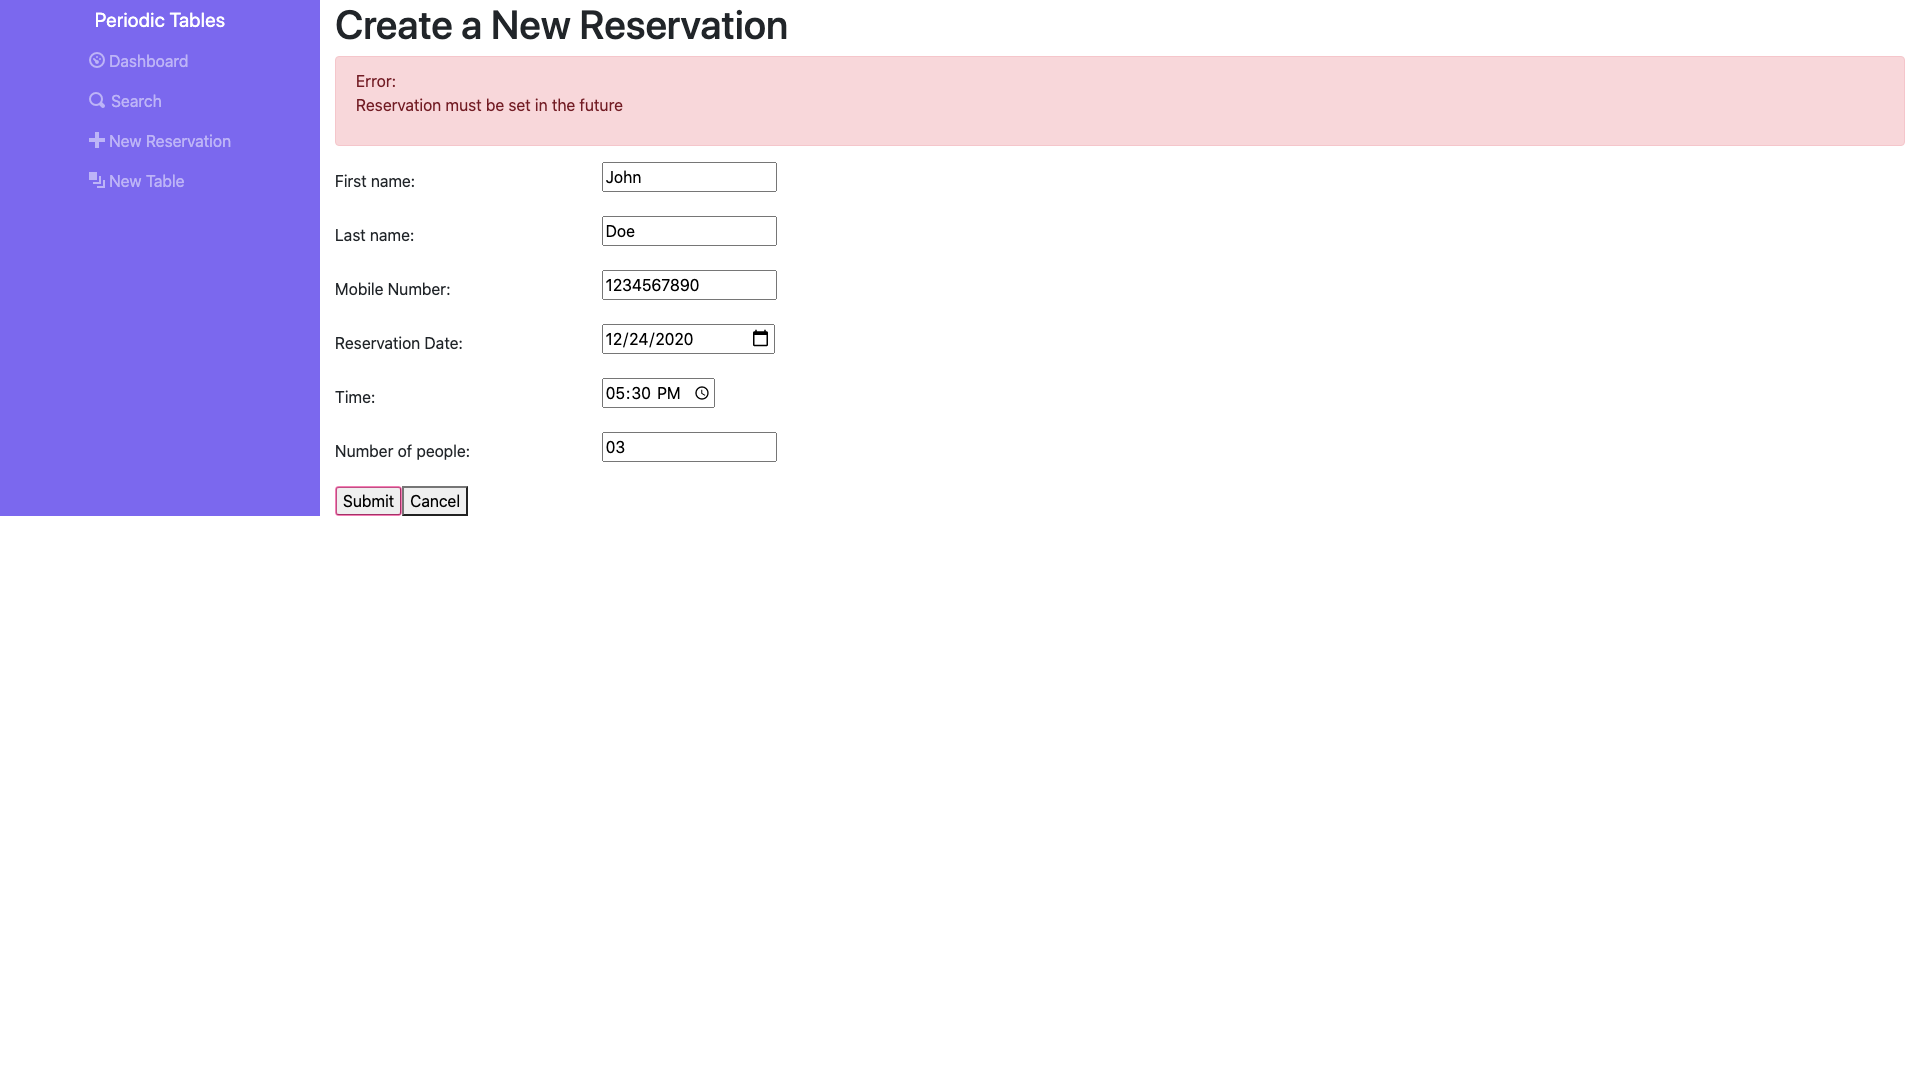 Periodic Tables
Dashboard
Search
New Reservation
New Table
Create a New Reservation
Error:
Reservation must be set in the future
First name: John
Last name: Doe
Mobile Number: 1234567890
Reservation Date: 12/24/2020
Time: 05:30 PM
Number of people: 03
Submit Cancel